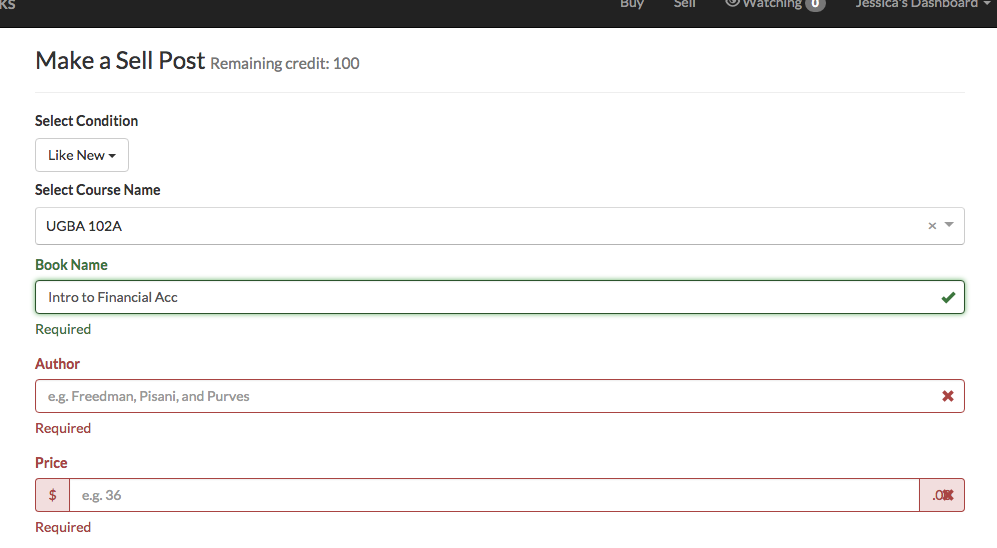 KS Buy Sell Watching 0 Jessica's Dashboard
Make a Sell Post Remaining credit: 100
Select Condition
Like New
Select Course Name
UGBA 102A
Book Name
Intro to Financial Acc
Required
Author
e.g. Freedman, Pisani, and Purves
Required
Price
$ e.g. 36
Required